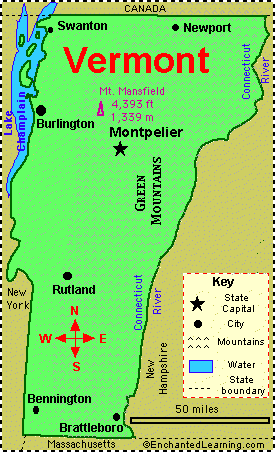 CANADA
Swanton
Newport
Vermont
Connecticut
River
Mt. Mansfield
4,393 ft
1,339 m
Lake
Champlain
Burlington
Montpelier
GREEN
MOUNTAINS
Connecticut
River
Rutland
New
York
N
W E
S
New
Hampshire
Key
State
Capital
City
Mountains
Water
State
boundary
Bennington
Brattleboro
50 miles
Massachusetts
©EnchantedLearning.com